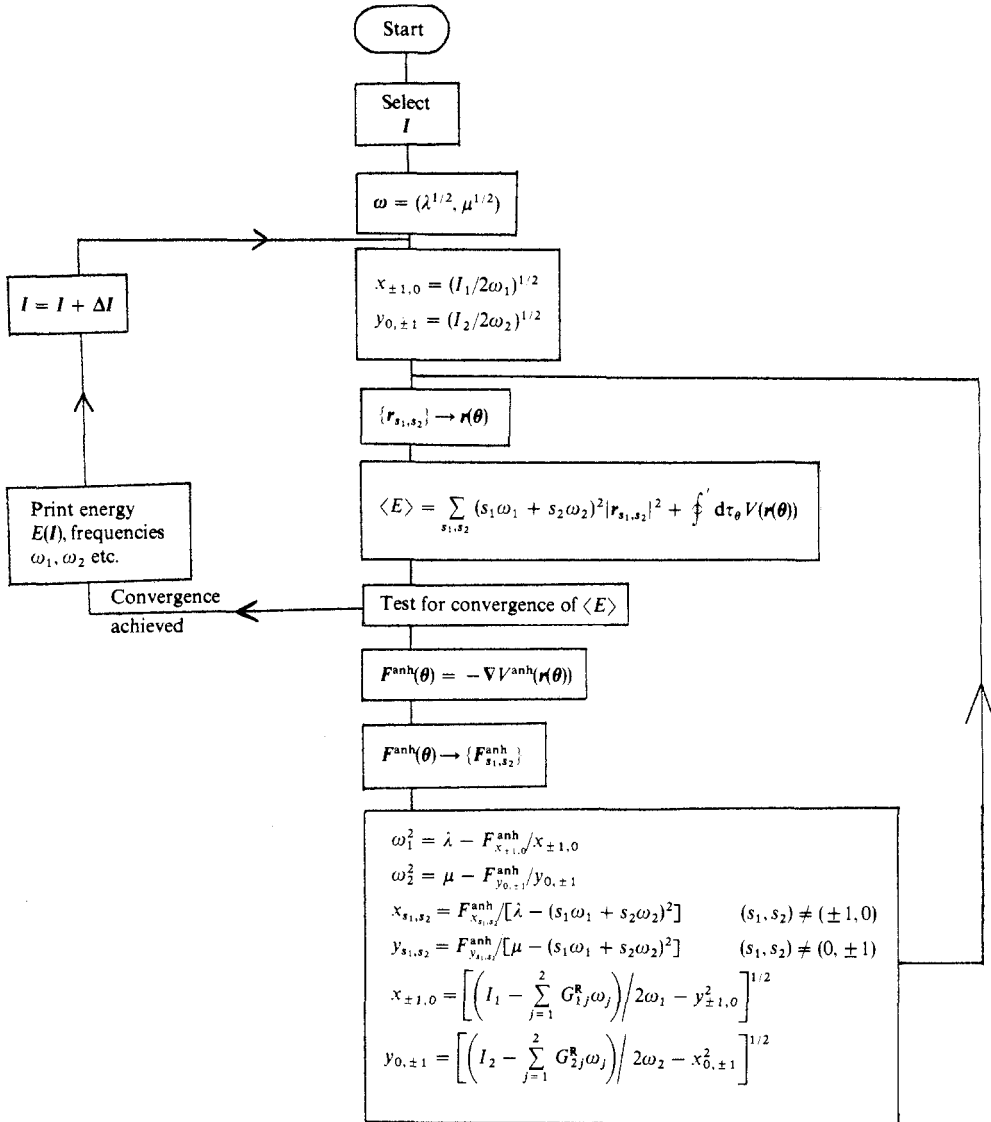 Start
Select
I
ω = (λ^{1/2}, μ^{1/2})
I = I + ΔI
x_{±1,0} = (I_1/2ω_1)^{1/2}
y_{0,±1} = (I_2/2ω_2)^{1/2}
{r_{s_1,s_2}} → r(θ)
Print energy
E(I), frequencies
ω_1, ω_2 etc.
⟨E⟩ = ∑_{s_1,s_2} (s_1ω_1 + s_2ω_2)^2|r_{s_1,s_2}|^2 + ∮′ dτ_θ V(r(θ))
Convergence
achieved
Test for convergence of ⟨E⟩
F^{anh}(θ) = −∇V^{anh}(r(θ))
F^{anh}(θ) → {F^{anh}_{s_1,s_2}}
ω_1^2 = λ − F^{anh}_{x_{±1,0}}/x_{±1,0}
ω_2^2 = μ − F^{anh}_{y_{0,±1}}/y_{0,±1}
x_{s_1,s_2} = F^{anh}_{x_{s_1,s_2}}/[λ − (s_1ω_1 + s_2ω_2)^2] (s_1, s_2) ≠ (±1, 0)
y_{s_1,s_2} = F^{anh}_{y_{s_1,s_2}}/[μ − (s_1ω_1 + s_2ω_2)^2] (s_1, s_2) ≠ (0, ±1)
x_{±1,0} = [(I_1 − ∑_{j=1}^{2} G^R_{1j}ω_j)/2ω_1 − y^2_{±1,0}]^{1/2}
y_{0,±1} = [(I_2 − ∑_{j=1}^{2} G^R_{2j}ω_j)/2ω_2 − x^2_{0,±1}]^{1/2}